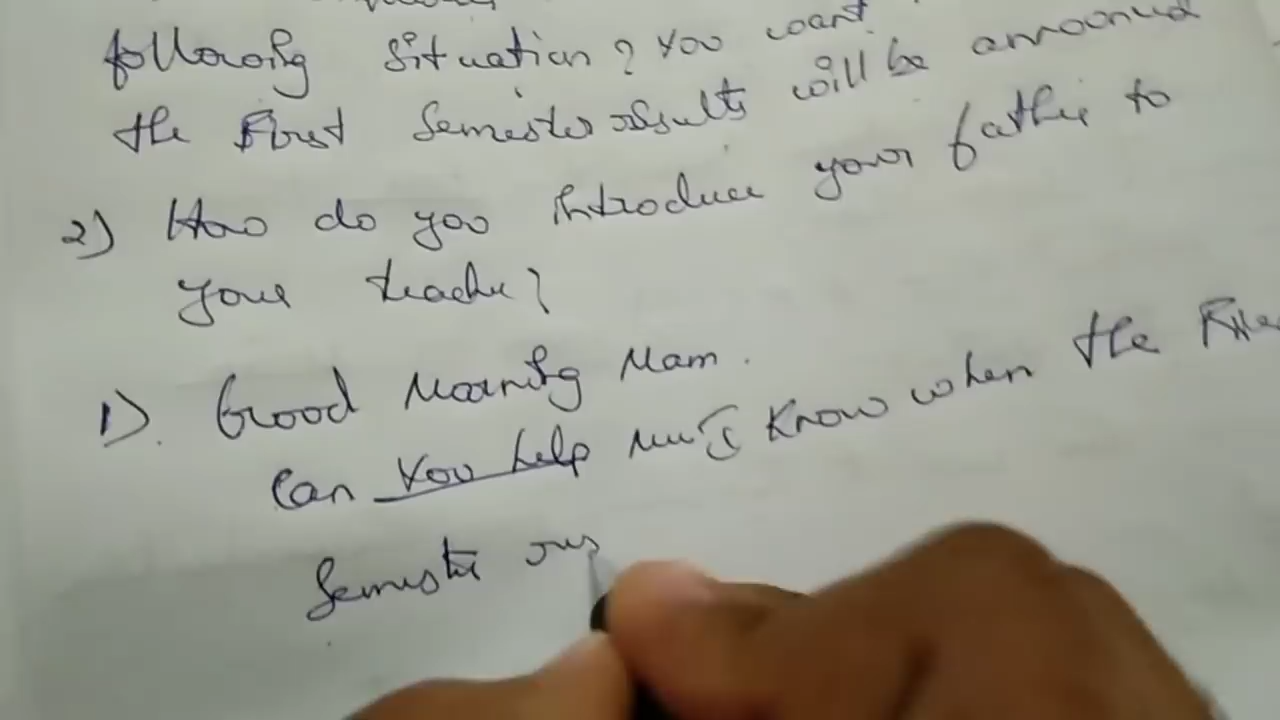 following situation? You want
the First Semester results will be announced
2) How do you introduce your father to
your teacher?
1). Good Morning Mam.
Can You help me I know when the
Semester res